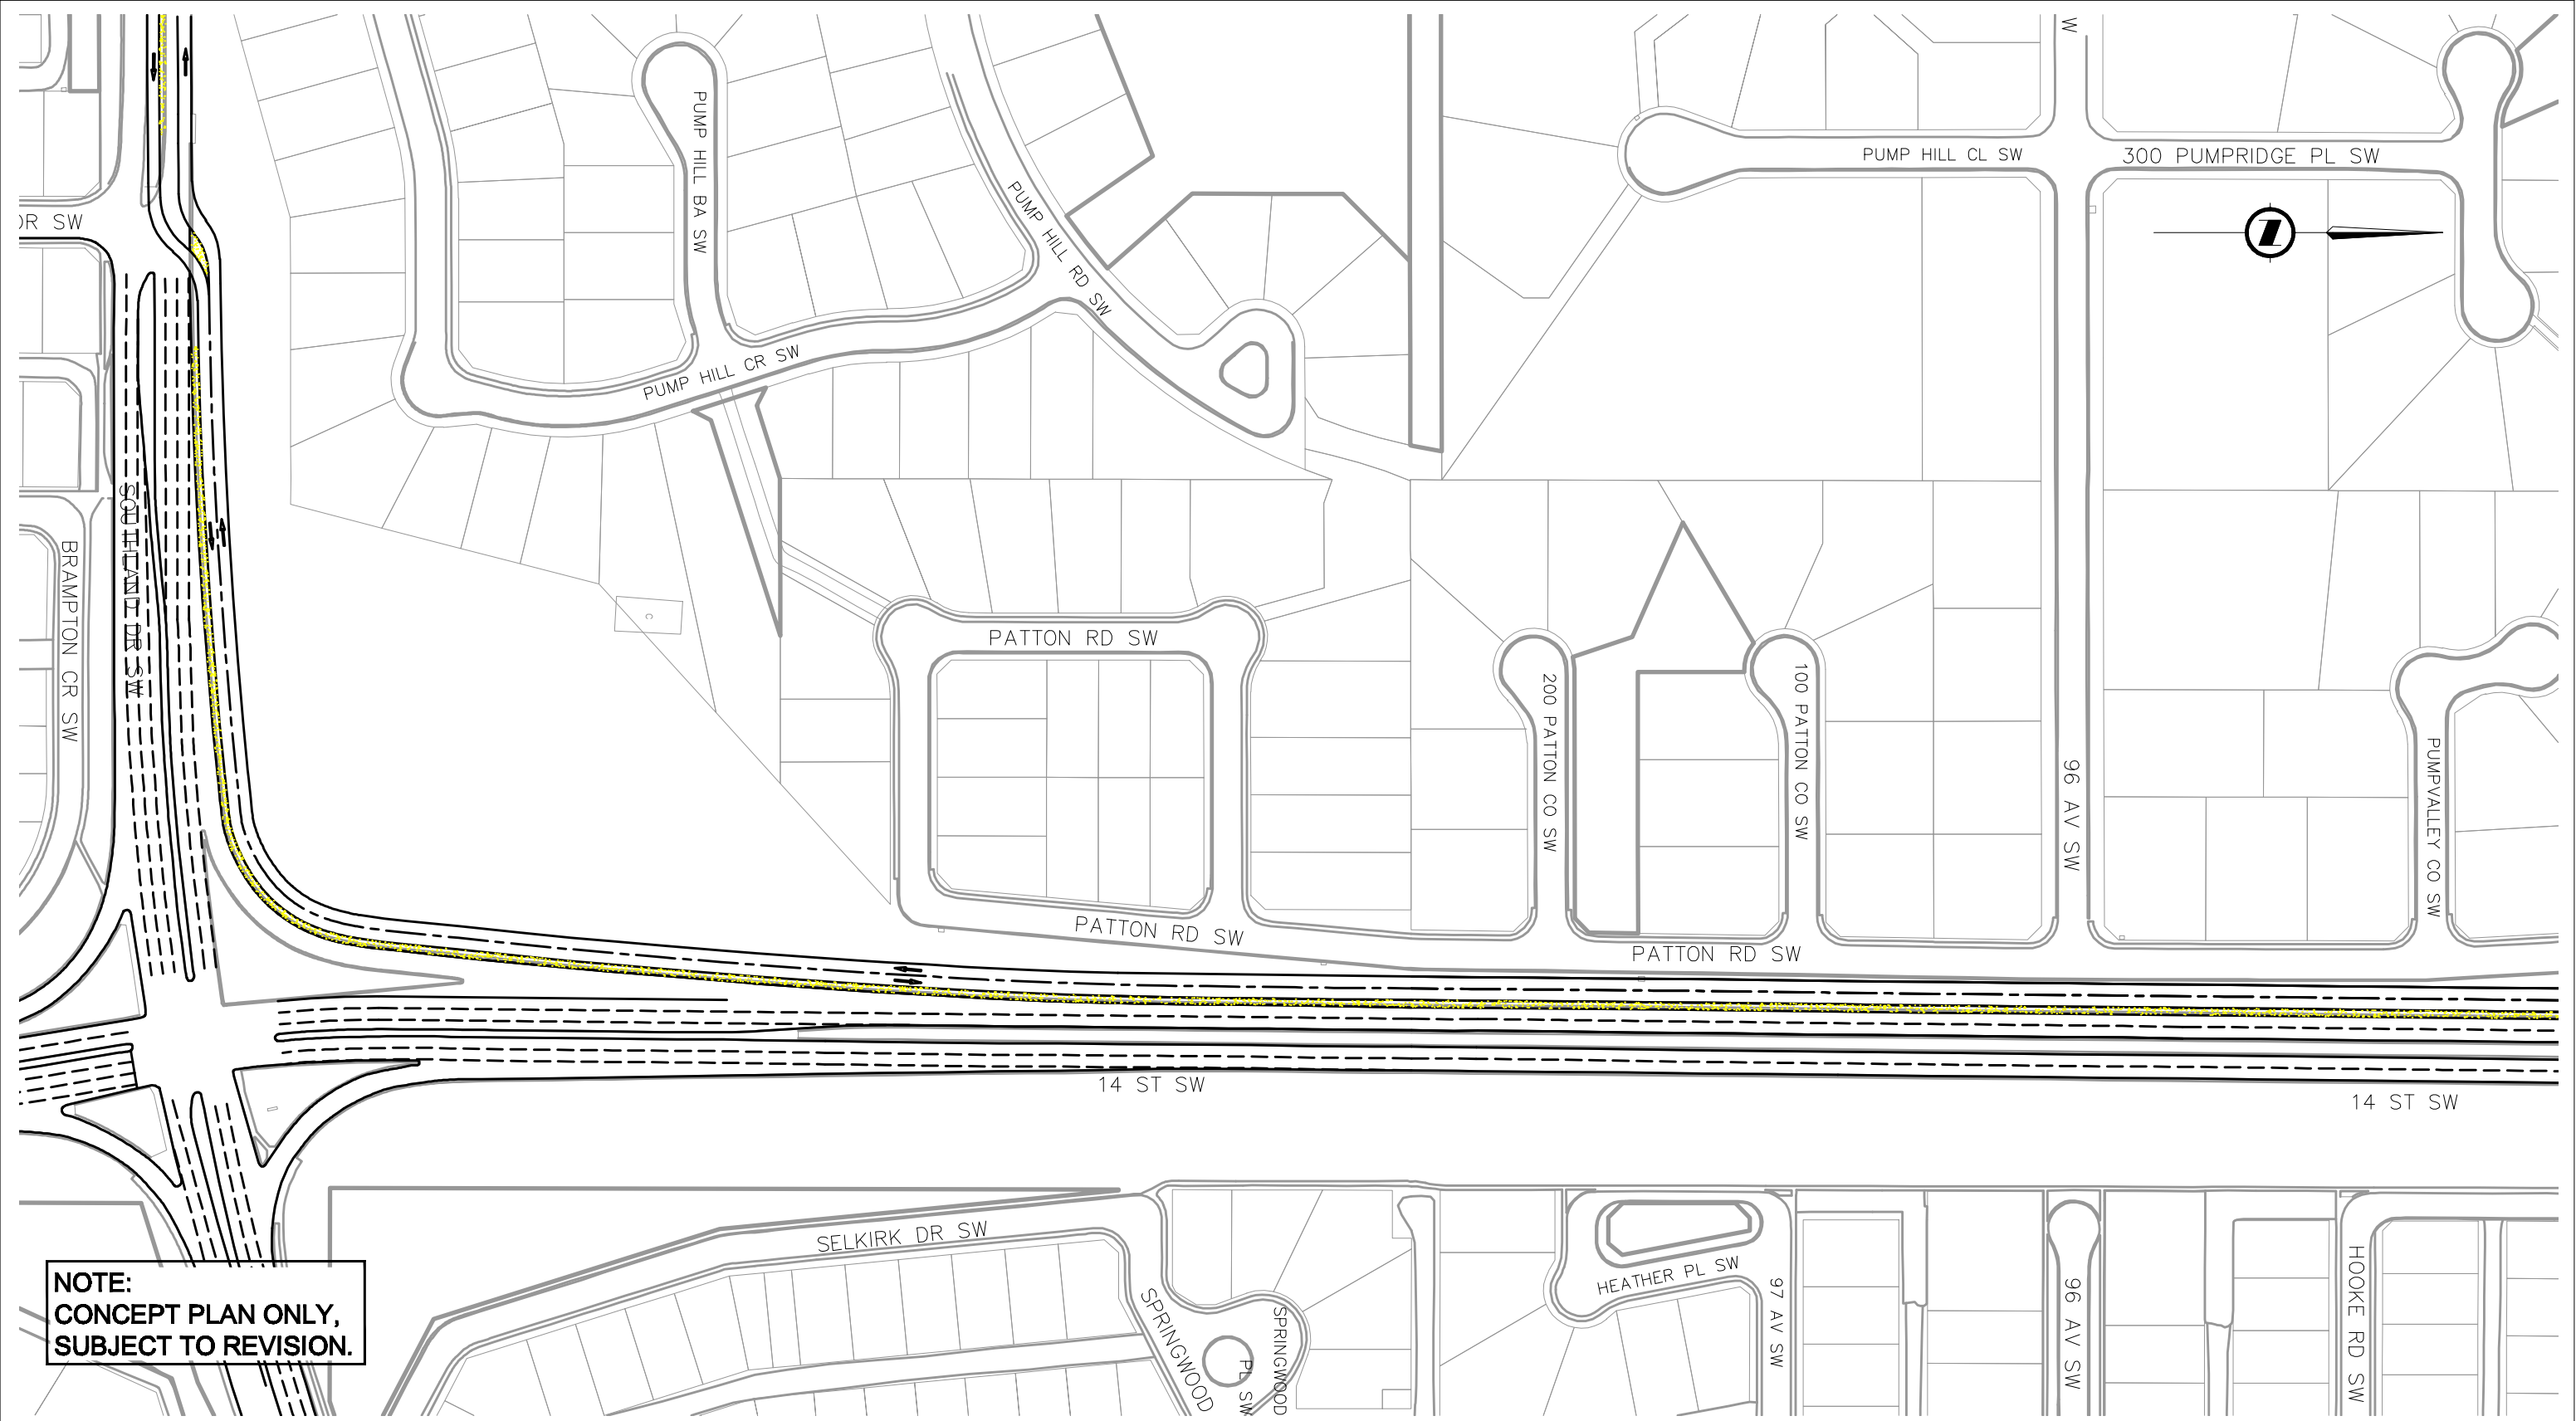 W
PUMP HILL BA SW
PUMP HILL CL SW
300 PUMPRIDGE PL SW
DR SW
PUMP HILL RD SW
PUMP HILL CR SW
SOUTHLAND DR SW
BRAMPTON CR SW
C
PATTON RD SW
200 PATTON CO SW
100 PATTON CO SW
96 AV SW
PUMPVALLEY CO SW
PATTON RD SW
PATTON RD SW
14 ST SW
14 ST SW
SELKIRK DR SW
HEATHER PL SW
97 AV SW
96 AV SW
HOOKE RD SW
SPRINGWOOD
SPRINGWOOD
PL SW
NOTE:
CONCEPT PLAN ONLY,
SUBJECT TO REVISION.